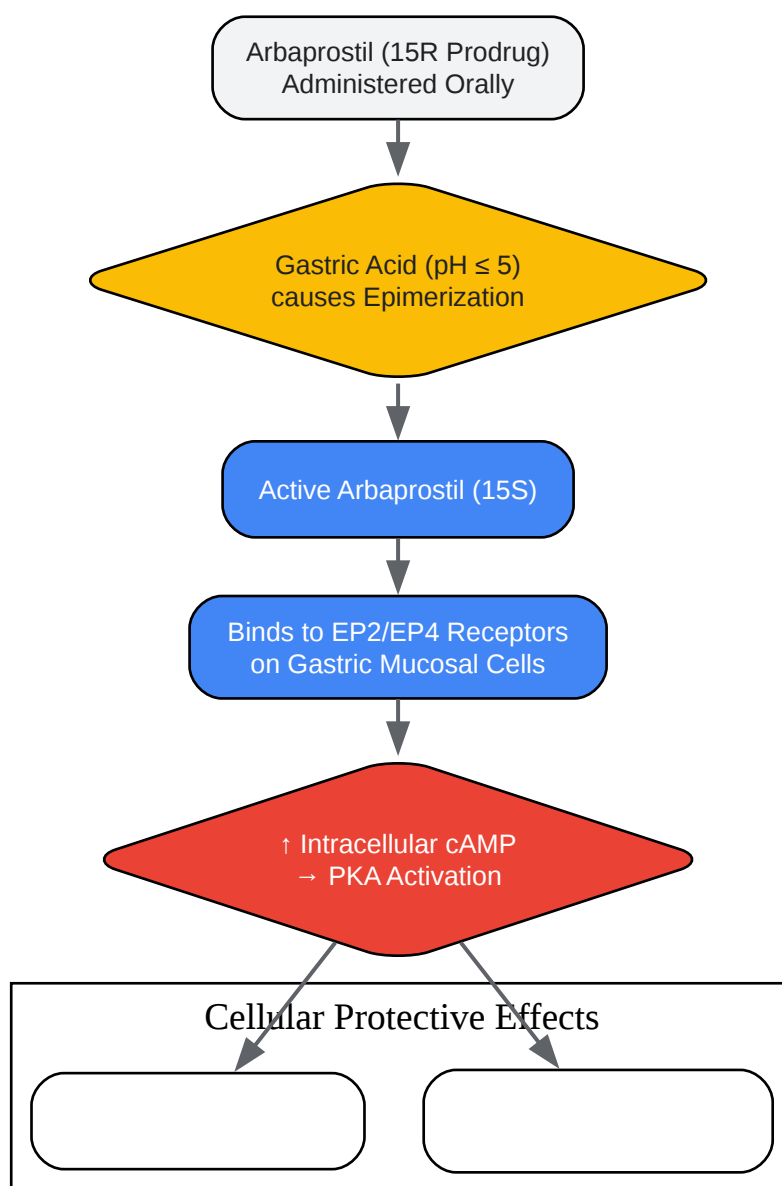 Arbaprostil (15R Prodrug)
Administered Orally
Gastric Acid (pH ≤ 5)
causes Epimerization
Active Arbaprostil (15S)
Binds to EP2/EP4 Receptors
on Gastric Mucosal Cells
↑ Intracellular cAMP
→ PKA Activation
Cellular Protective Effects